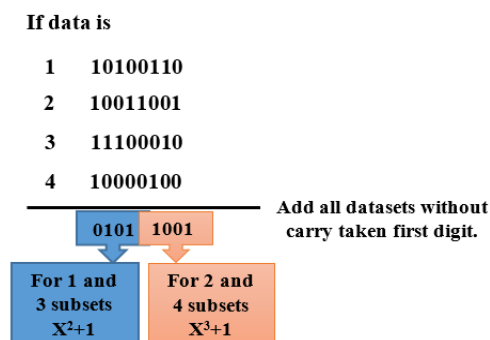 If data is
1 10100110
2 10011001
3 11100010
4 10000100
Add all datasets without
carry taken first digit.
0101 1001
For 1 and
3 subsets
X²+1
For 2 and
4 subsets
X³+1